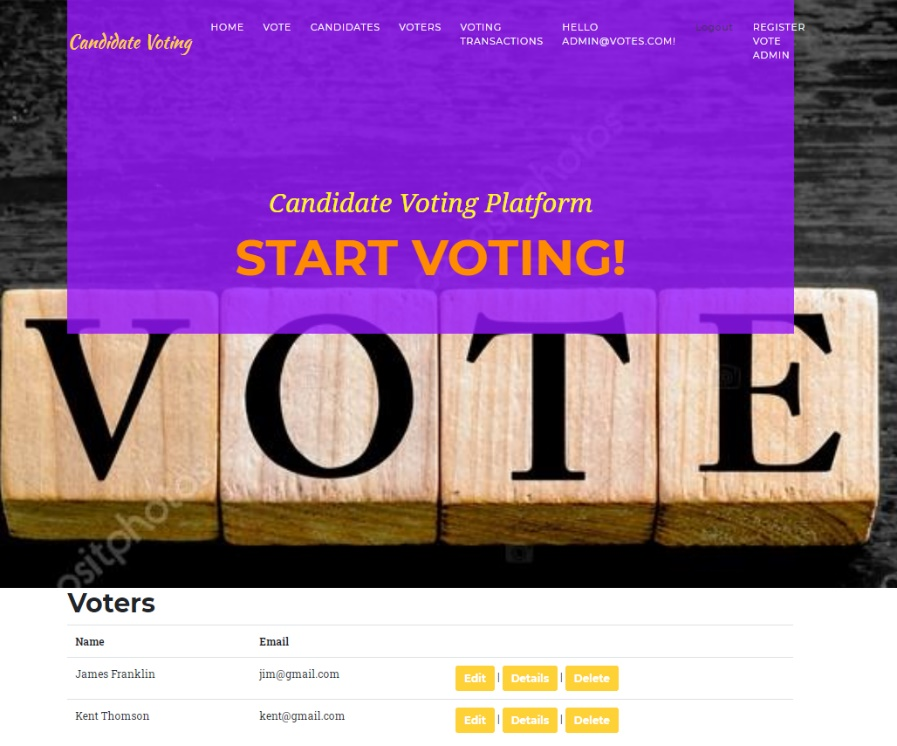 Candidate Voting
HOME
VOTE
CANDIDATES
VOTERS
VOTING
TRANSACTIONS
HELLO
ADMIN@VOTES.COM!
Logout
REGISTER
VOTE
ADMIN
Candidate Voting Platform
START VOTING!
VOTE
Voters
Name Email
James Franklin jim@gmail.com Edit | Details | Delete
Kent Thomson kent@gmail.com Edit | Details | Delete